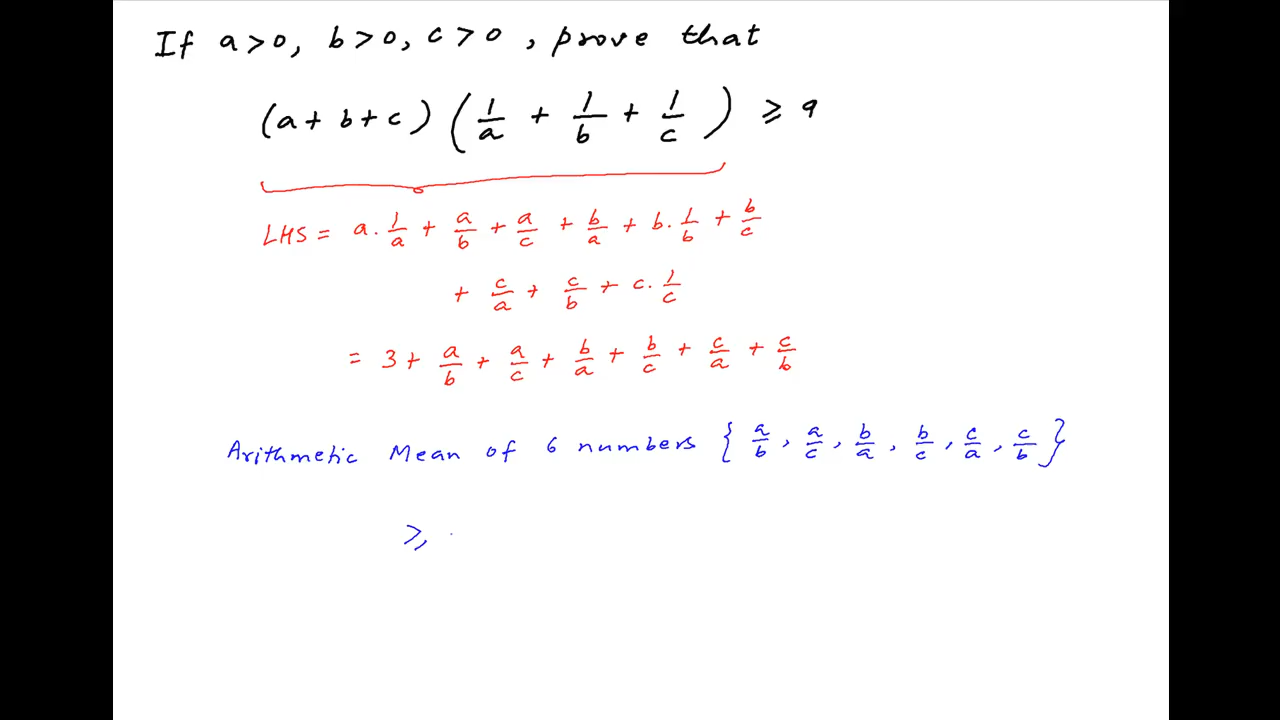 If a>0, b>0, c>0, prove that
(a+b+c)(1/a + 1/b + 1/c) ≥ 9
LHS = a.1/a + a/b + a/c + b/a + b.1/b + b/c
+ c/a + c/b + c.1/c
= 3+ a/b + a/c + b/a + b/c + c/a + c/b
Arithmetic Mean of 6 numbers {a/b, a/c, b/a, b/c, c/a, c/b}
≥